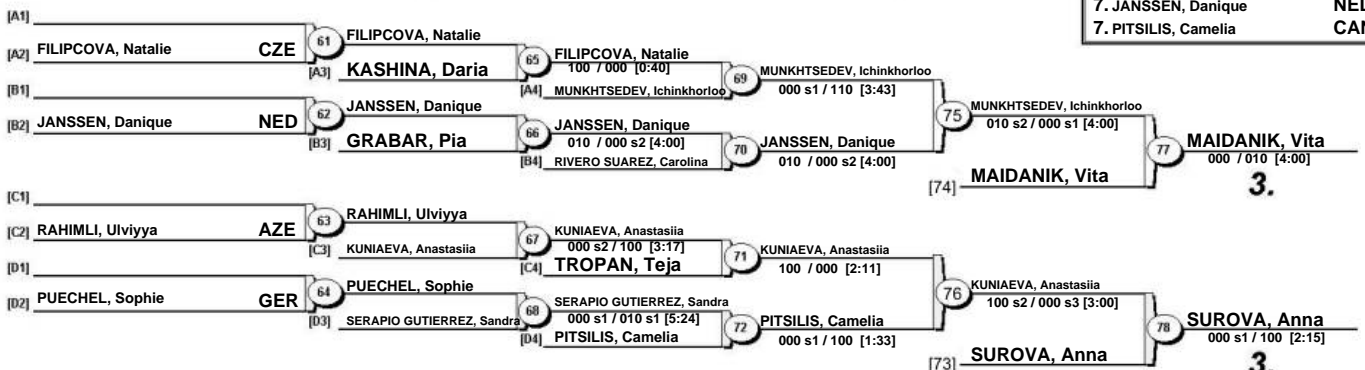 7. JANSSEN, Danique NED
7. PITSILIS, Camelia CAN
[A1]
[A2] FILIPCOVA, Natalie CZE
61
FILIPCOVA, Natalie
[A3] KASHINA, Daria
65
FILIPCOVA, Natalie
100 / 000 [0:40]
[A4] MUNKHTSEDEV, Ichinkhorloo
69
MUNKHTSEDEV, Ichinkhorloo
000 s1 / 110 [3:43]
[B1]
[B2] JANSSEN, Danique NED
62
JANSSEN, Danique
[B3] GRABAR, Pia
66
JANSSEN, Danique
010 / 000 s2 [4:00]
[B4] RIVERO SUAREZ, Carolina
70
JANSSEN, Danique
010 / 000 s2 [4:00]
75
MUNKHTSEDEV, Ichinkhorloo
010 s2 / 000 s1 [4:00]
[74] MAIDANIK, Vita
77
MAIDANIK, Vita
000 / 010 [4:00]
3.
[C1]
[C2] RAHIMLI, Ulviyya AZE
63
RAHIMLI, Ulviyya
[C3] KUNIAEVA, Anastasiia
67
KUNIAEVA, Anastasiia
000 s2 / 100 [3:17]
[C4] TROPAN, Teja
71
KUNIAEVA, Anastasiia
100 / 000 [2:11]
[D1]
[D2] PUECHEL, Sophie GER
64
PUECHEL, Sophie
[D3] SERAPIO GUTIERREZ, Sandra
68
SERAPIO GUTIERREZ, Sandra
000 s1 / 010 s1 [5:24]
[D4] PITSILIS, Camelia
72
PITSILIS, Camelia
000 s1 / 100 [1:33]
76
KUNIAEVA, Anastasiia
100 s2 / 000 s3 [3:00]
[73] SUROVA, Anna
78
SUROVA, Anna
000 s1 / 100 [2:15]
3.